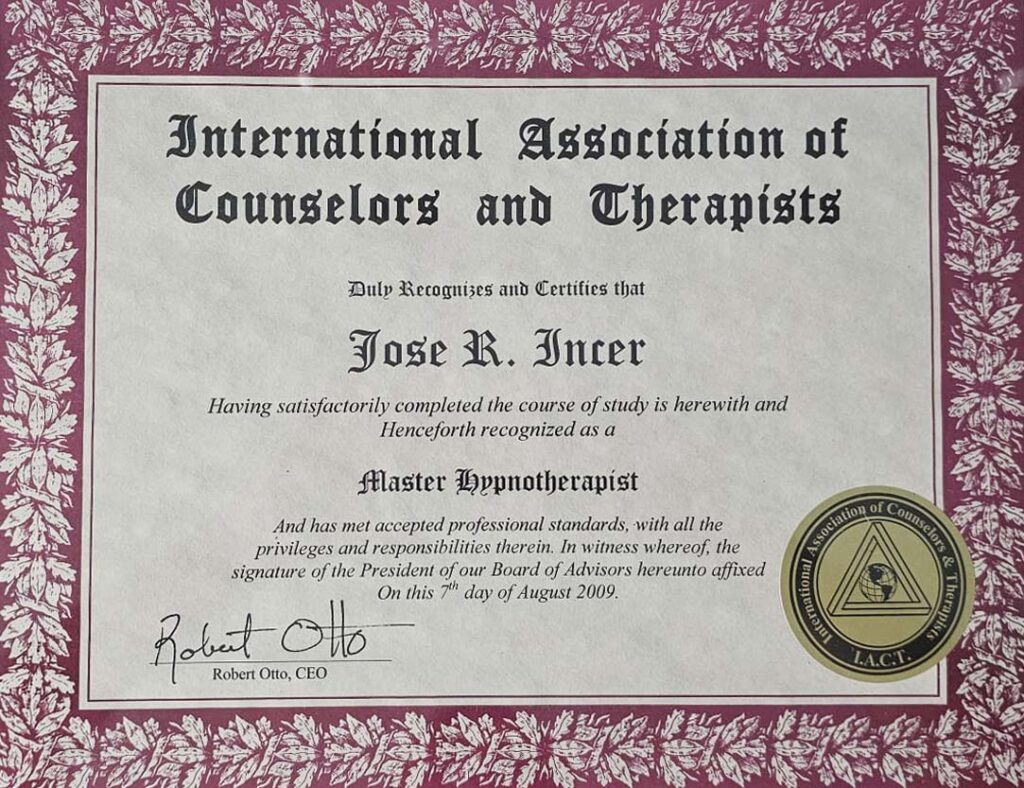 International Association of
Counselors and Therapists
Duly Recognizes and Certifies that
Jose R. Incer
Having satisfactorily completed the course of study is herewith and
Henceforth recognized as a
Master Hypnotherapist
And has met accepted professional standards, with all the
privileges and responsibilities therein. In witness whereof, the
signature of the President of our Board of Advisors hereunto affixed
On this 7th day of August 2009.
Robert Otto
Robert Otto, CEO
International Association of Counselors & Therapists
I.A.C.T.